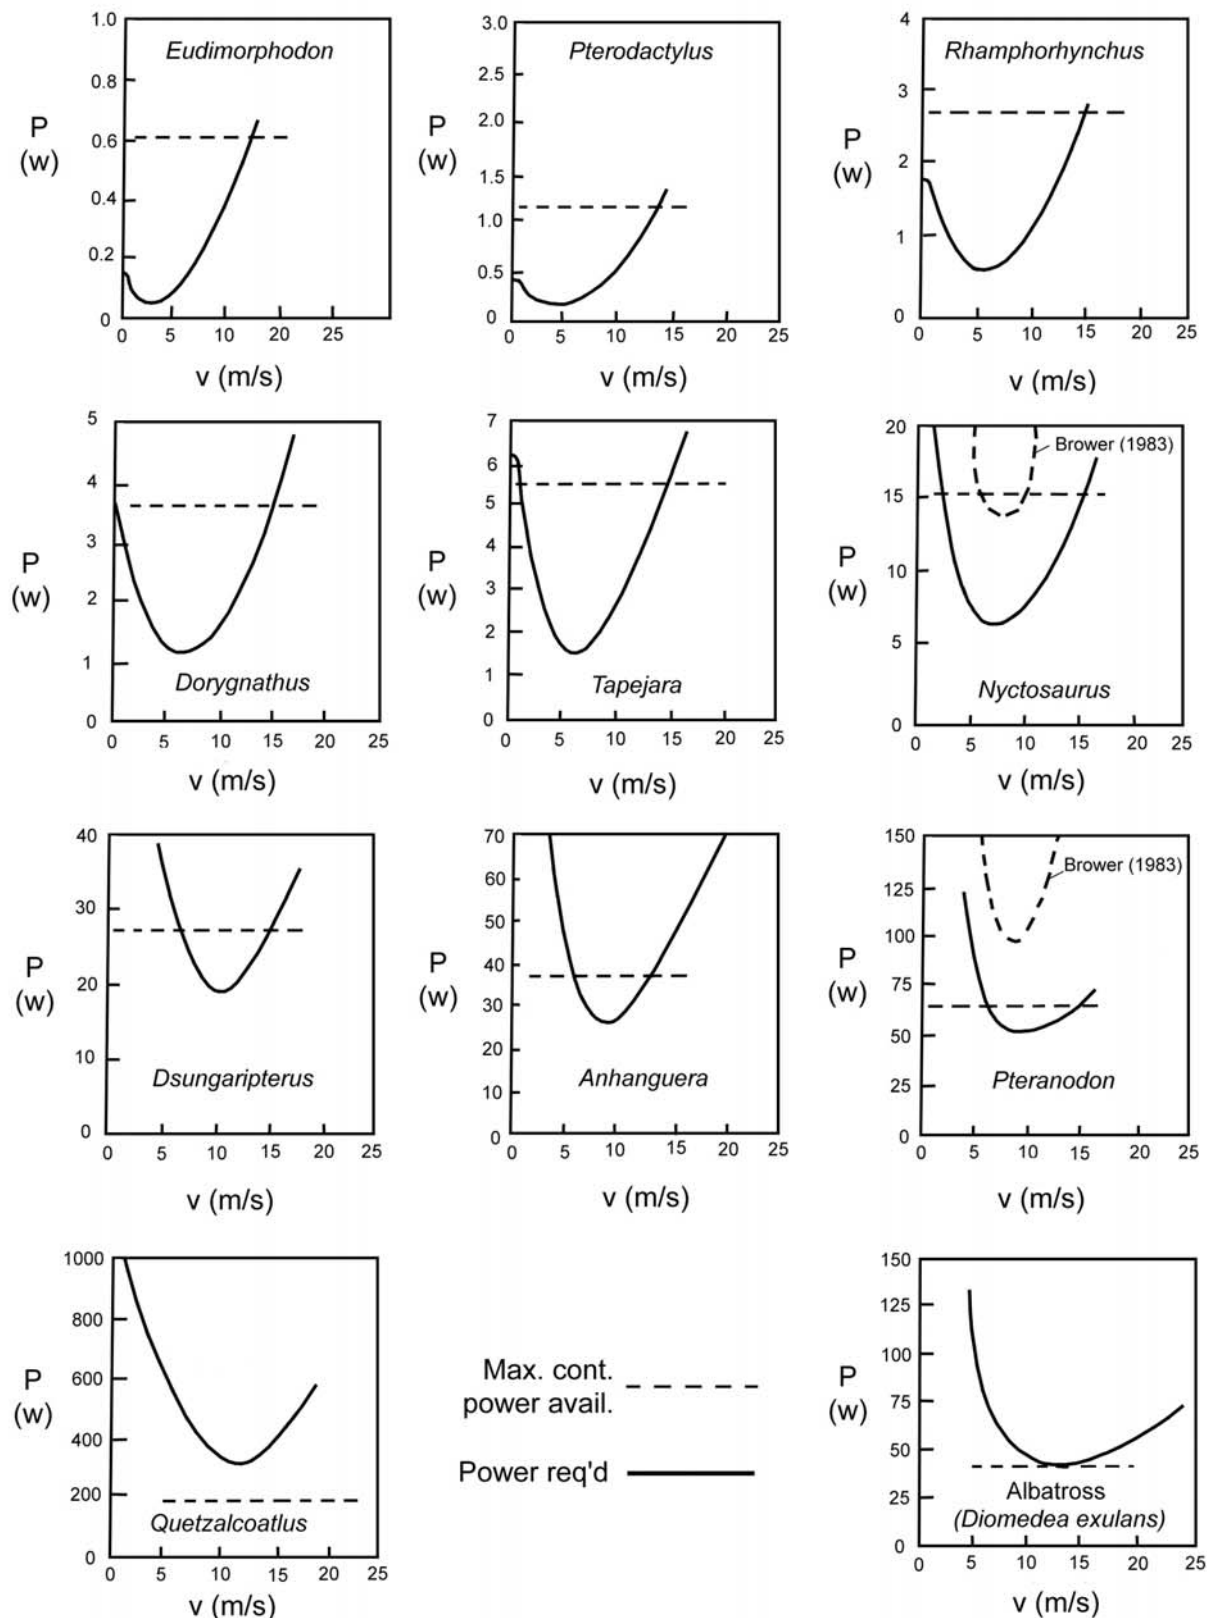 Eudimorphodon
1.0
0.8
0.6
0.4
0.2
0
P
(w)
0 5 10 20 25
v (m/s)
Pterodactylus
3.0
2.5
2.0
1.5
1.0
0.5
0
P
(w)
0 5 10 15 20 25
v (m/s)
Rhamphorhynchus
4
3
2
1
0
P
(w)
0 5 10 15 20 25
v (m/s)
5
4
3
2
1
0
P
(w)
Dorygnathus
0 5 10 15 20 25
v (m/s)
7
6
5
4
3
2
1
0
P
(w)
Tapejara
0 5 10 15 20 25
v (m/s)
20
15
10
5
0
P
(w)
Brower (1983)
Nyctosaurus
0 5 10 15 20 25
v (m/s)
40
30
20
10
0
P
(w)
Dsungaripterus
0 5 10 15 20 25
v (m/s)
70
60
50
40
30
20
10
0
P
(w)
Anhanguera
0 5 10 15 20 25
v (m/s)
150
125
100
75
50
25
0
P
(w)
Brower (1983)
Pteranodon
0 5 10 15 20 25
v (m/s)
1000
800
600
400
300
200
0
P
(w)
Quetzalcoatlus
0 5 10 15 20 25
v (m/s)
Max. cont.
power avail.
Power req'd
150
125
100
75
50
25
0
P
(w)
Albatross
(Diomedea exulans)
0 5 10 15 20 25
v (m/s)